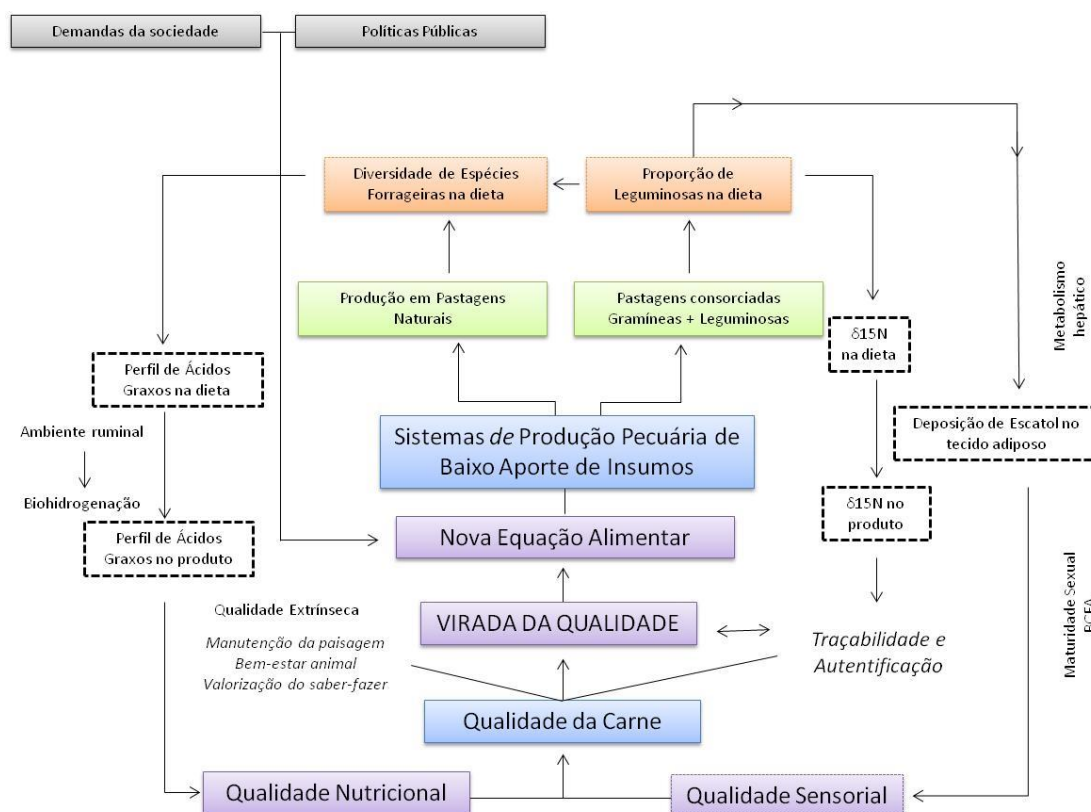 Demandas da sociedade
Políticas Públicas
Diversidade de Espécies
Forrageiras na dieta
Proporção de
Leguminosas na dieta
Produção em Pastagens
Naturais
Pastagens consorciadas
Gramíneas + Leguminosas
Metabolismo
hepático
δ15N
na dieta
Perfil de Ácidos
Graxos na dieta
Ambiente ruminal
Sistemas de Produção Pecuária de
Baixo Aporte de Insumos
Deposição de Escatol no
tecido adiposo
Biohidrogenação
δ15N no
produto
Perfil de Ácidos
Graxos no produto
Nova Equação Alimentar
Qualidade Extrínseca
Manutenção da paisagem
Bem-estar animal
Valorização do saber-fazer
VIRADA DA QUALIDADE
Traçabilidade e
Autentificação
Maturidade Sexual
BCFA
Qualidade da Carne
Qualidade Nutricional
Qualidade Sensorial